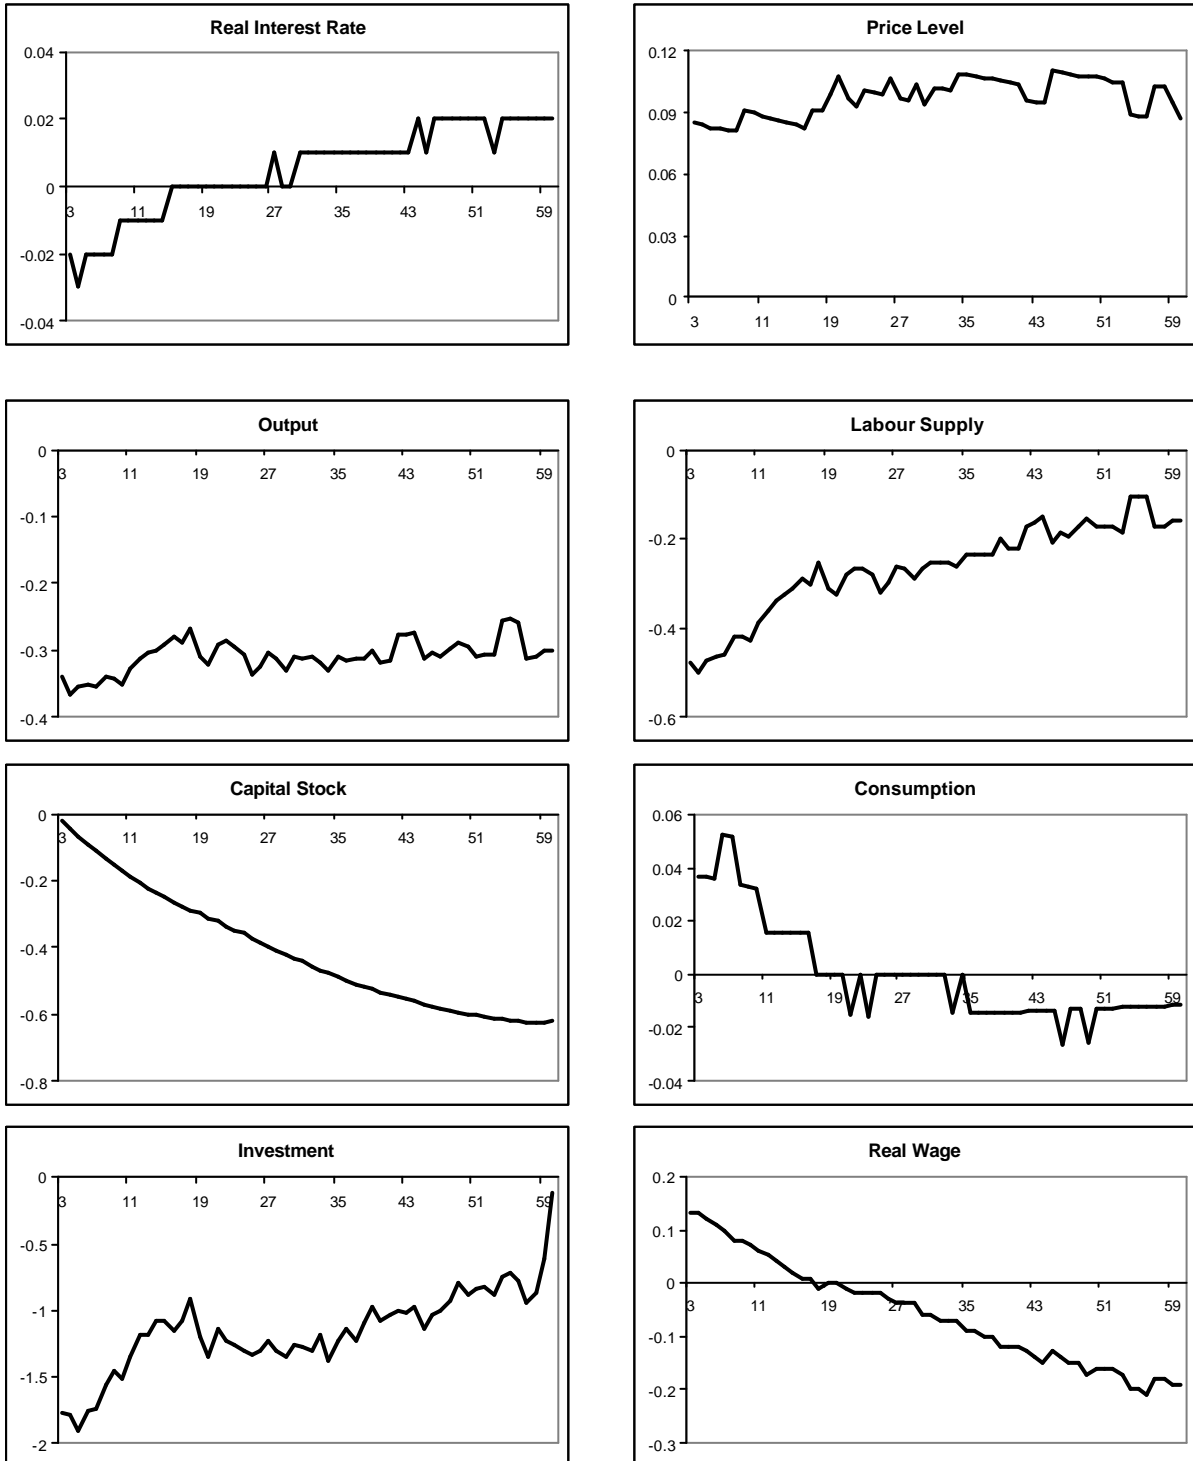 Real Interest Rate
0.04
0.02
0
3 11 19 27 35 43 51 59
-0.02
-0.04
Price Level
0.12
0.09
0.06
0.03
0
3 11 19 27 35 43 51 59
Output
0
3 11 19 27 35 43 51 59
-0.1
-0.2
-0.3
-0.4
Labour Supply
0
3 11 19 27 35 43 51 59
-0.2
-0.4
-0.6
Capital Stock
0
3 11 19 27 35 43 51 59
-0.2
-0.4
-0.6
-0.8
Consumption
0.06
0.04
0.02
0
3 11 19 27 35 43 51 59
-0.02
-0.04
Investment
0
3 11 19 27 35 43 51 59
-0.5
-1
-1.5
-2
Real Wage
0.2
0.1
0
3 11 19 27 35 43 51 59
-0.1
-0.2
-0.3